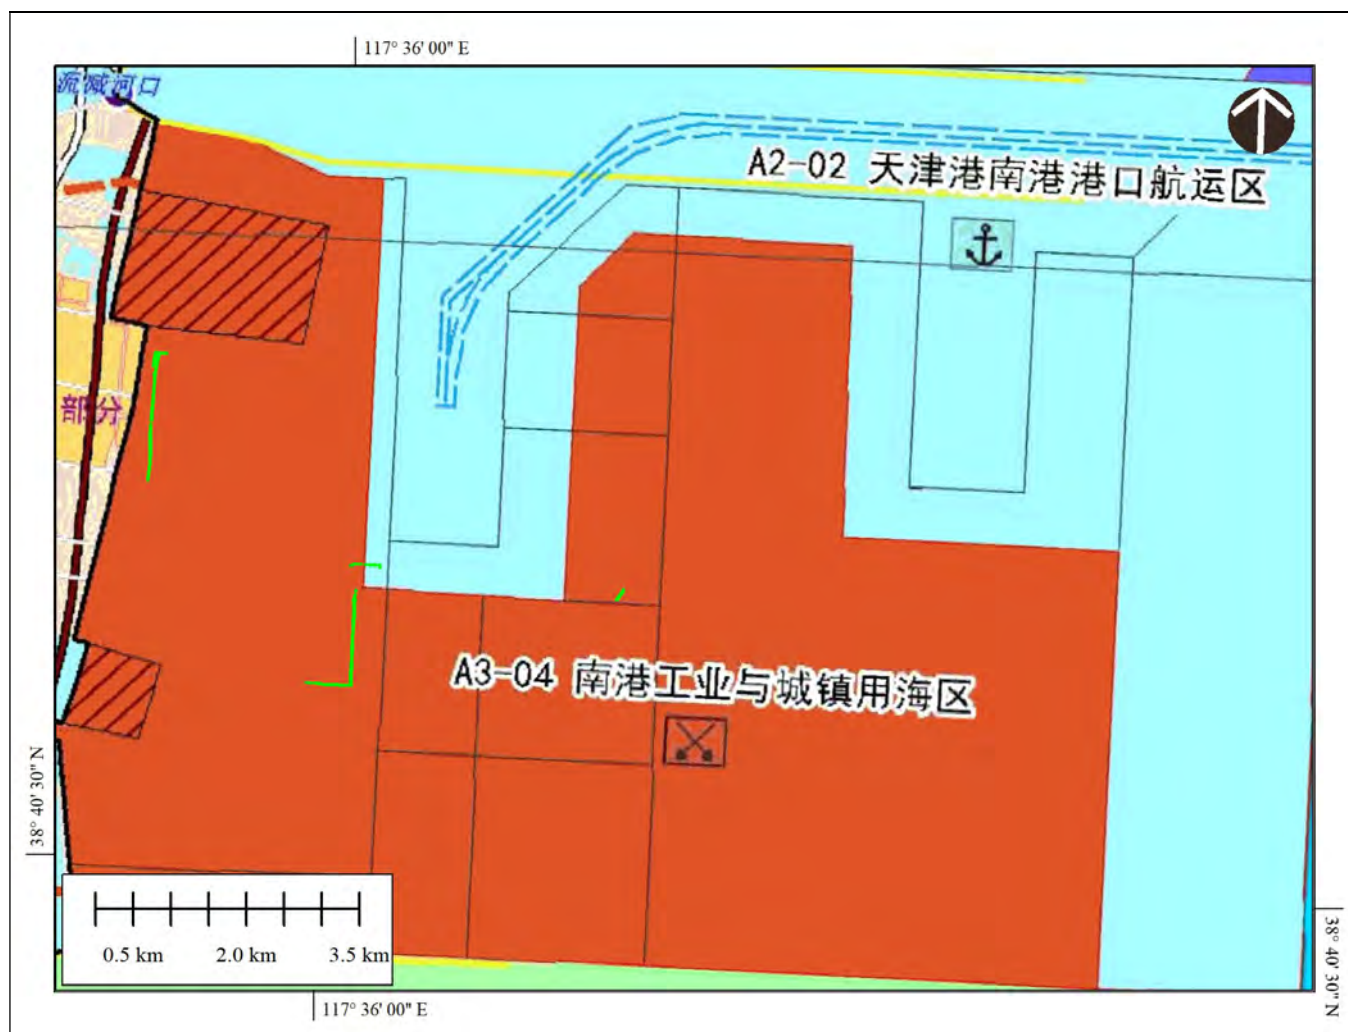 117° 36' 00" E
流臧河口
A2-02 天津港南港港口航运区
部分
A3-04 南港工业与城镇用海区
38° 40' 30" N
0.5 km 2.0 km 3.5 km
38° 40' 30" N
117° 36' 00" E